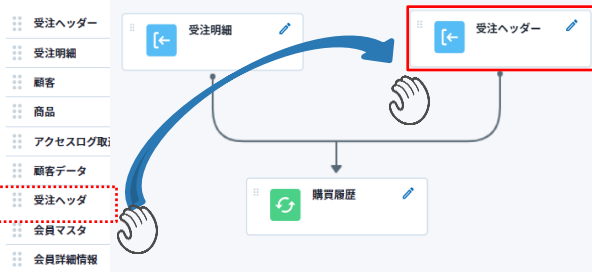 受注ヘッダー
受注明細
顧客
商品
アクセスログ取
顧客データ
受注ヘッダ
会員マスタ
会員詳細情報
受注明細
受注ヘッダー
購買履歴